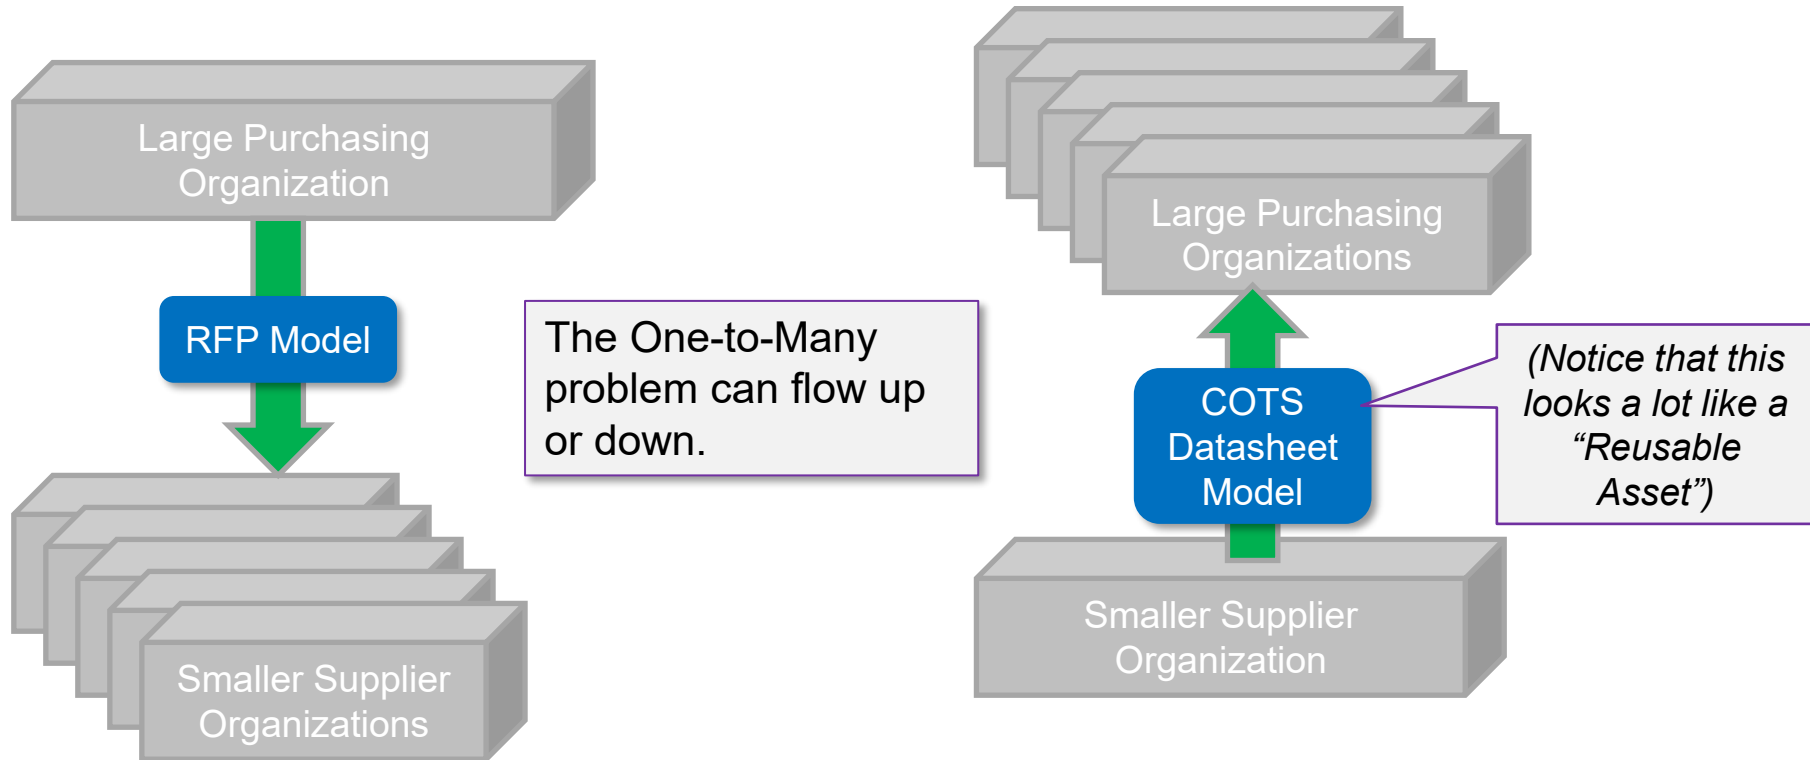 Large Purchasing
Organization
RFP Model
Smaller Supplier
Organizations
The One-to-Many
problem can flow up
or down.
Large Purchasing
Organizations
COTS
Datasheet
Model
(Notice that this
looks a lot like a
“Reusable
Asset”)
Smaller Supplier
Organization